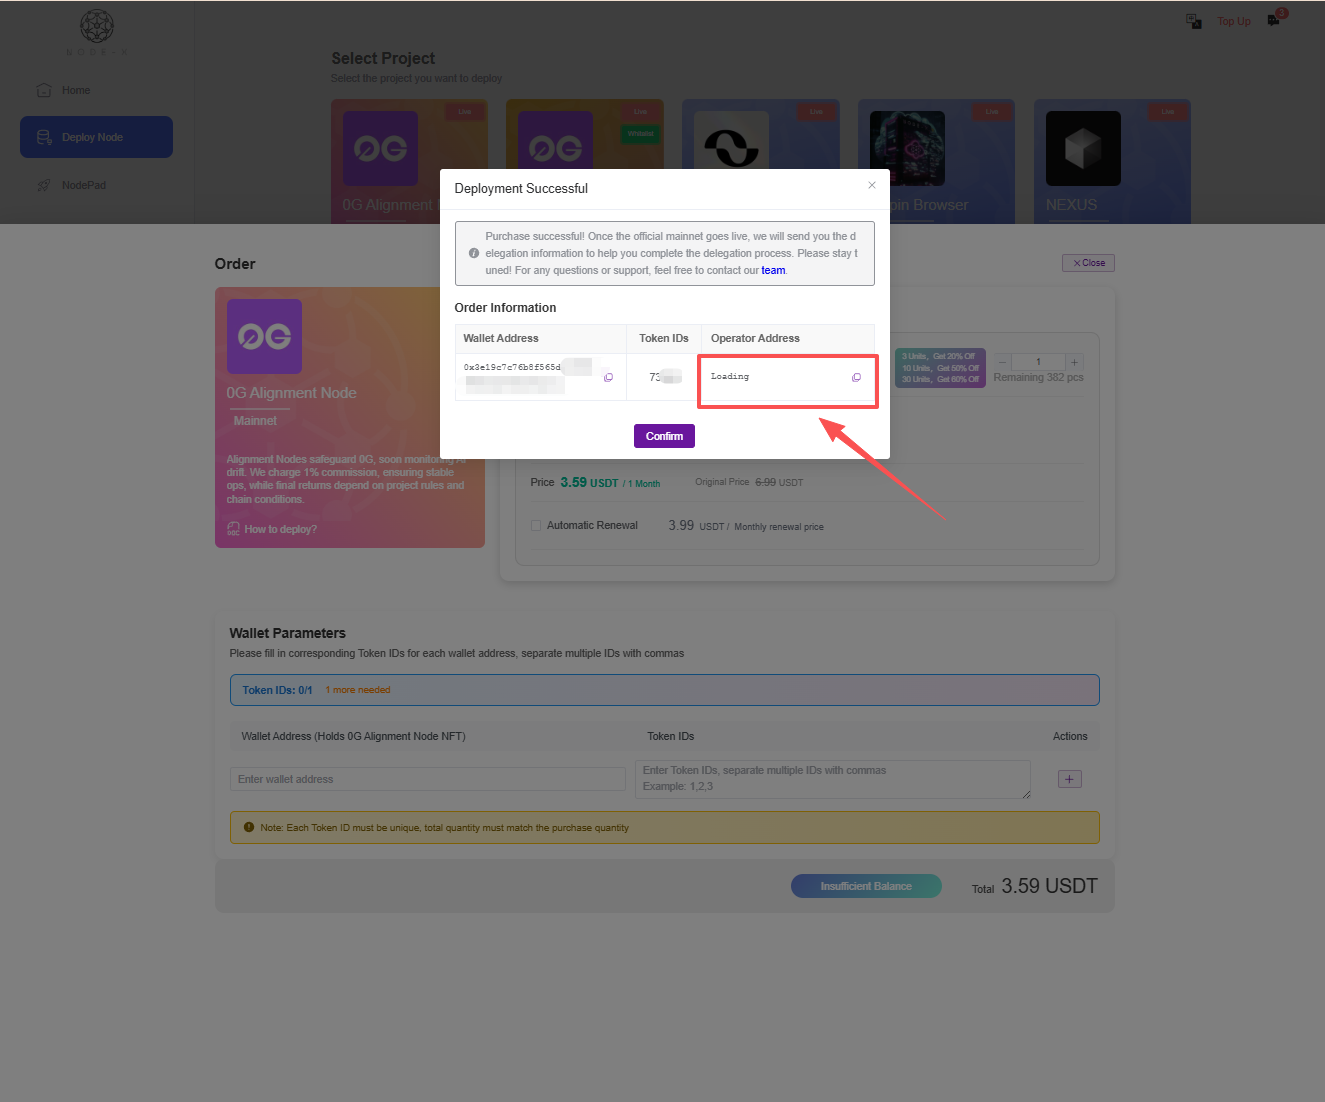 NODE-X
Home
Deploy Node
NodePad
Top Up
3
Select Project
Select the project you want to deploy
Live
Live
Whitelist
Live
Live
Live
0G
0G
0G Alignment
oin Browser
NEXUS
Deployment Successful
Purchase successful! Once the official mainnet goes live, we will send you the d
elegation information to help you complete the delegation process. Please stay t
uned! For any questions or support, feel free to contact our team.
Order Information
Wallet Address
Token IDs
Operator Address
0x3e19c7c76b8f565d
73
Loading
Confirm
Order
Close
0G
0G Alignment Node
Mainnet
Alignment Nodes safeguard 0G, soon monitoring AI
drift. We charge 1% commission, ensuring stable
ops, while final returns depend on project rules and
chain conditions.
How to deploy?
3 Units, Get 20% Off
10 Units, Get 50% Off
30 Units, Get 60% Off
1
Remaining 382 pcs
Price 3.59 USDT / 1 Month
Original Price 6.99 USDT
Automatic Renewal
3.99 USDT / Monthly renewal price
Wallet Parameters
Please fill in corresponding Token IDs for each wallet address, separate multiple IDs with commas
Token IDs: 0/1 1 more needed
Wallet Address (Holds 0G Alignment Node NFT)
Token IDs
Actions
Enter wallet address
Enter Token IDs, separate multiple IDs with commas
Example: 1,2,3
Note: Each Token ID must be unique, total quantity must match the purchase quantity
Insufficient Balance
Total 3.59 USDT